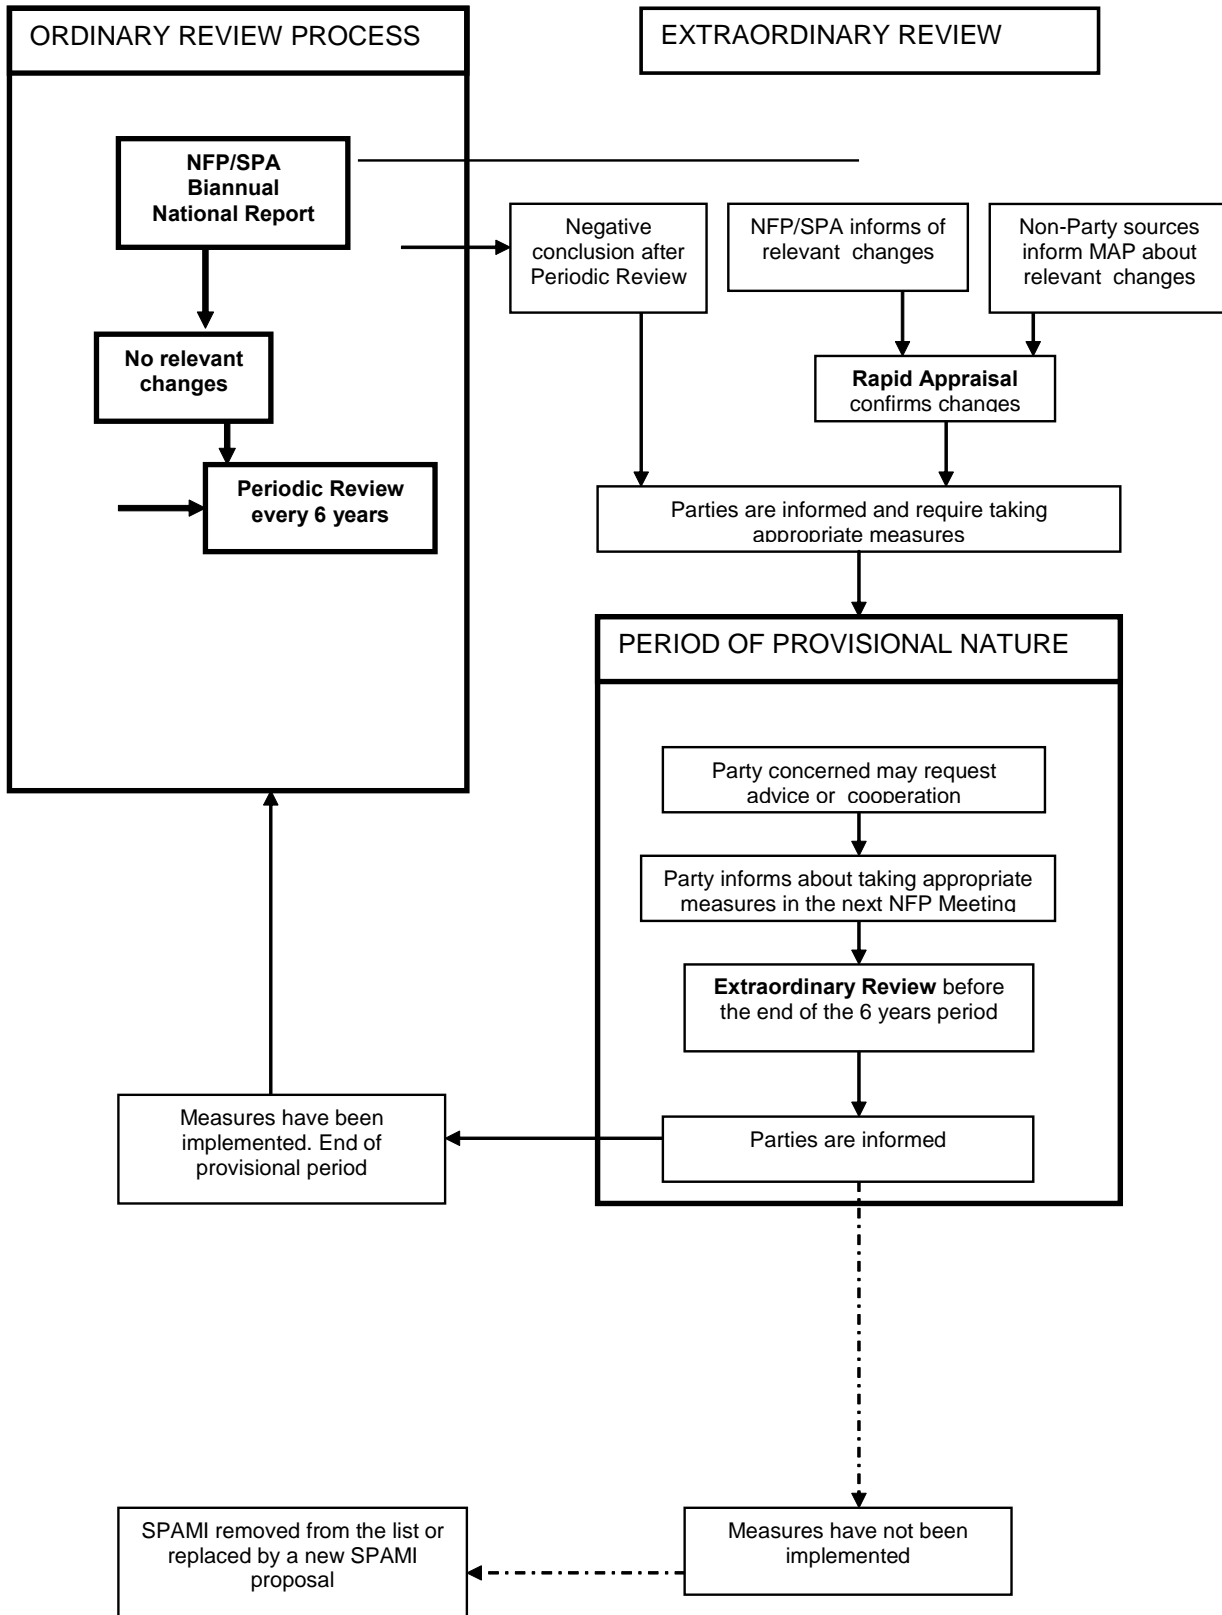 ORDINARY REVIEW PROCESS
EXTRAORDINARY REVIEW
NFP/SPA
Biannual
National Report
No relevant
changes
Periodic Review
every 6 years
Negative
conclusion after
Periodic Review
NFP/SPA informs of
relevant changes
Non-Party sources
inform MAP about
relevant changes
Rapid Appraisal
confirms changes
Parties are informed and require taking
appropriate measures
PERIOD OF PROVISIONAL NATURE
Party concerned may request
advice or cooperation
Party informs about taking appropriate
measures in the next NFP Meeting
Extraordinary Review before
the end of the 6 years period
Parties are informed
Measures have been
implemented. End of
provisional period
Measures have not been
implemented
SPAMI removed from the list or
replaced by a new SPAMI
proposal